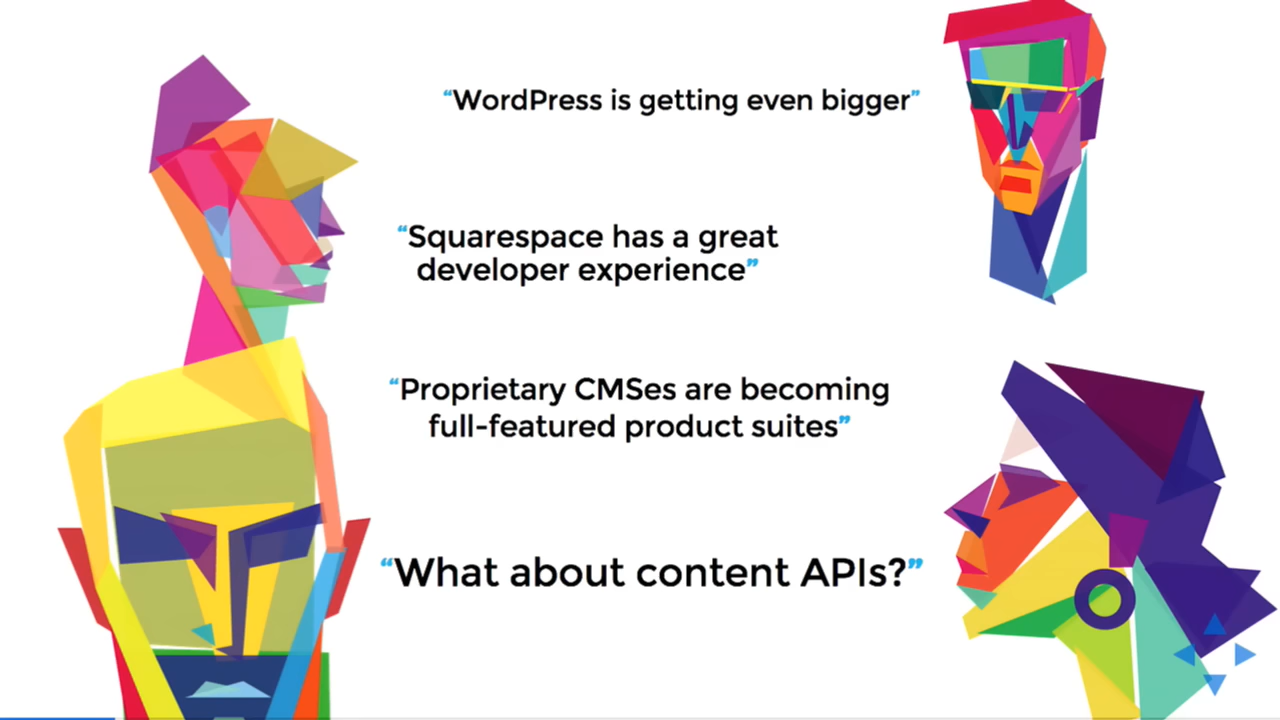 “WordPress is getting even bigger”
“Squarespace has a great
developer experience”
“Proprietary CMSes are becoming
full-featured product suites”
“What about content APIs?”